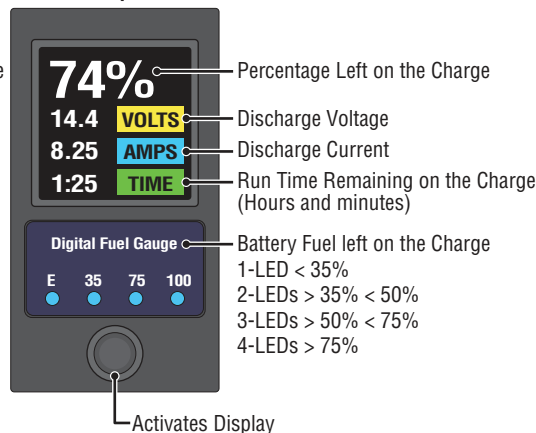 74%
Percentage Left on the Charge
14.4 VOLTS
Discharge Voltage
8.25 AMPS
Discharge Current
1:25 TIME
Run Time Remaining on the Charge
(Hours and minutes)
Digital Fuel Gauge
Battery Fuel left on the Charge
E 35 75 100
1-LED < 35%
2-LEDs > 35% < 50%
3-LEDs > 50% < 75%
4-LEDs > 75%
Activates Display